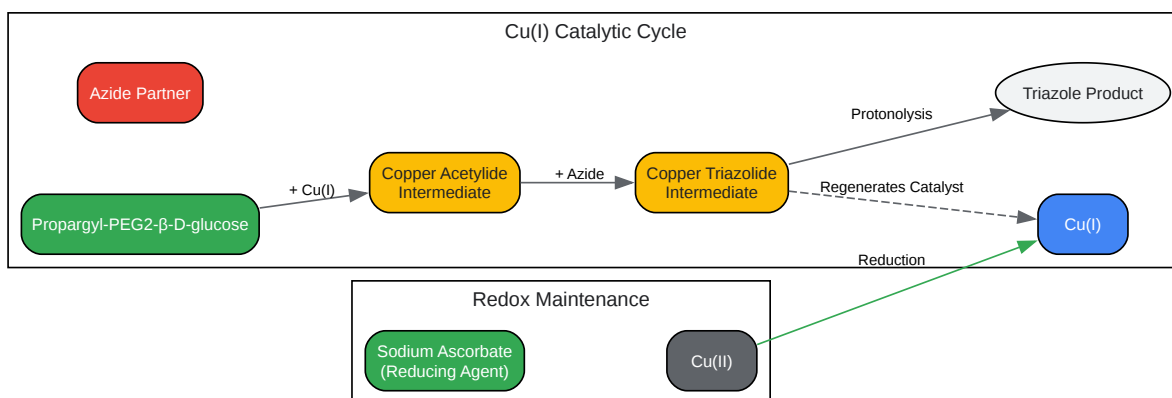 Cu(I) Catalytic Cycle
Azide Partner
Triazole Product
Protonolysis
Copper Acetylide
Intermediate
+ Azide
Copper Triazolide
Intermediate
+ Cu(I)
Regenerates Catalyst
Propargyl-PEG2-β-D-glucose
Cu(I)
Reduction
Redox Maintenance
Sodium Ascorbate
(Reducing Agent)
Cu(II)